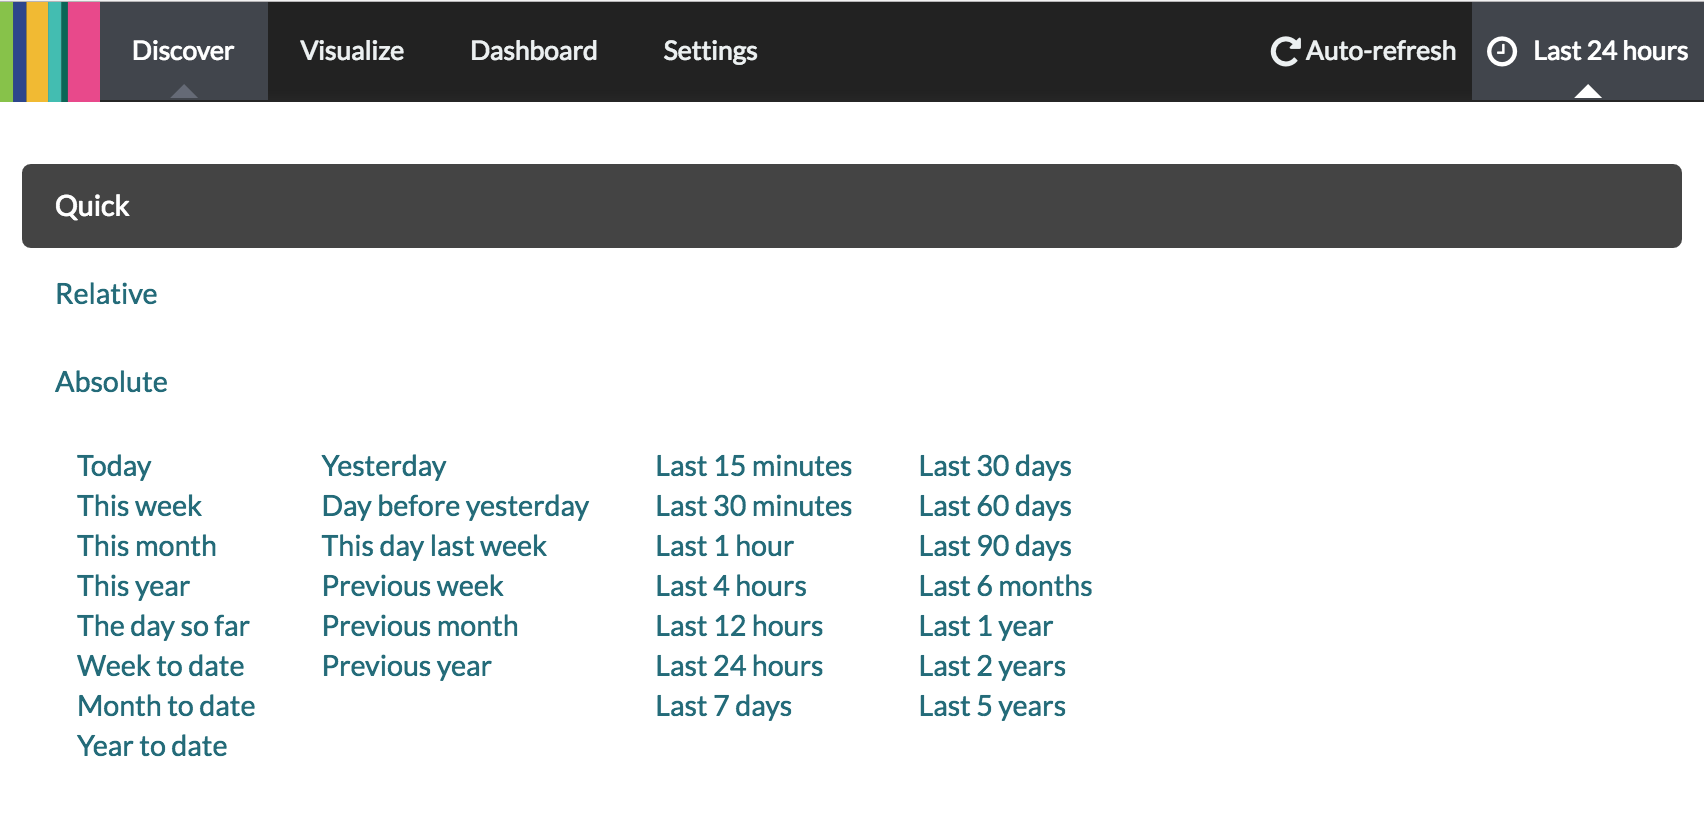 Discover Visualize Dashboard Settings Auto-refresh Last 24 hours
Quick
Relative
Absolute
Today
This week
This month
This year
The day so far
Week to date
Month to date
Year to date
Yesterday
Day before yesterday
This day last week
Previous week
Previous month
Previous year
Last 15 minutes
Last 30 minutes
Last 1 hour
Last 4 hours
Last 12 hours
Last 24 hours
Last 7 days
Last 30 days
Last 60 days
Last 90 days
Last 6 months
Last 1 year
Last 2 years
Last 5 years